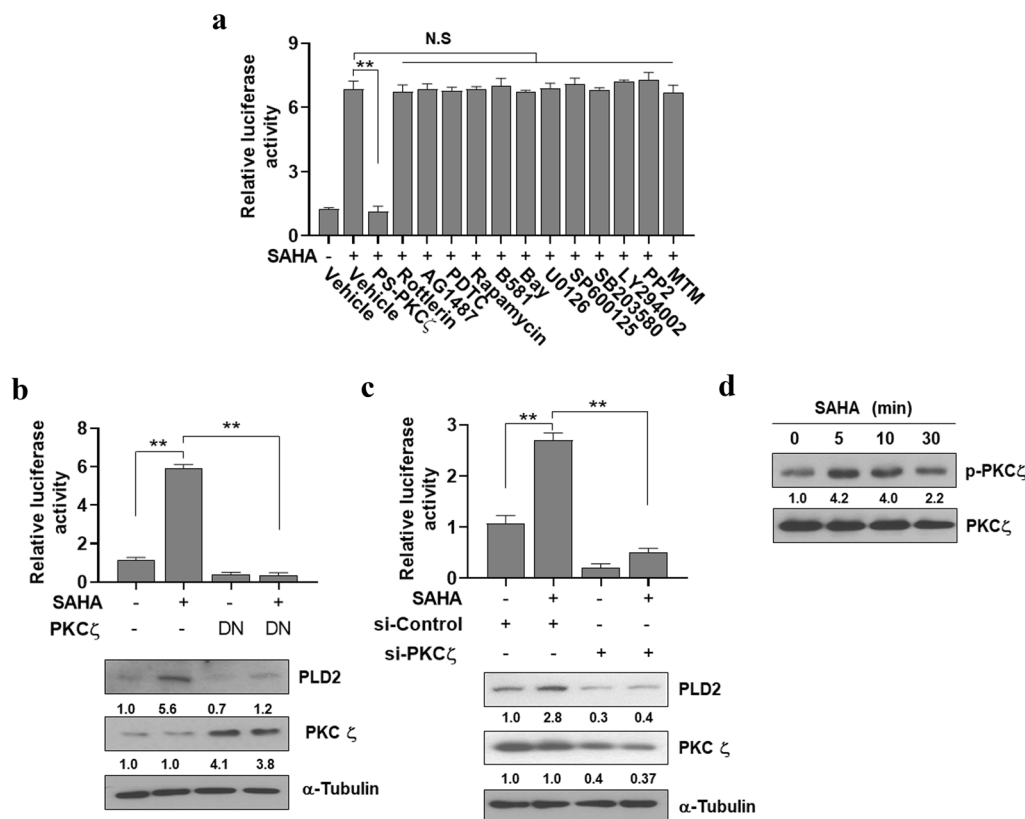 a
N.S
**
9
6
3
0
Relative luciferase
activity
SAHA - + + + + + + + + + + + + + +
Vehicle
Vehicle
PS-PKCζ
Rottlerin
AG1487
PDTC
Rapamycin
B581
Bay
U0126
SP600125
SB203580
LY294002
PP2
MTM
b
** **
8
6
4
2
0
Relative luciferase
activity
SAHA - + - +
PKCζ - - DN DN
PLD2
1.0 5.6 0.7 1.2
PKC ζ
1.0 1.0 4.1 3.8
α-Tubulin
c
** **
3
2
1
0
Relative luciferase
activity
SAHA - + - +
si-Control + + - -
si-PKCζ - - + +
PLD2
1.0 2.8 0.3 0.4
PKC ζ
1.0 1.0 0.4 0.37
α-Tubulin
d
SAHA (min)
0 5 10 30
p-PKCζ
1.0 4.2 4.0 2.2
PKCζ